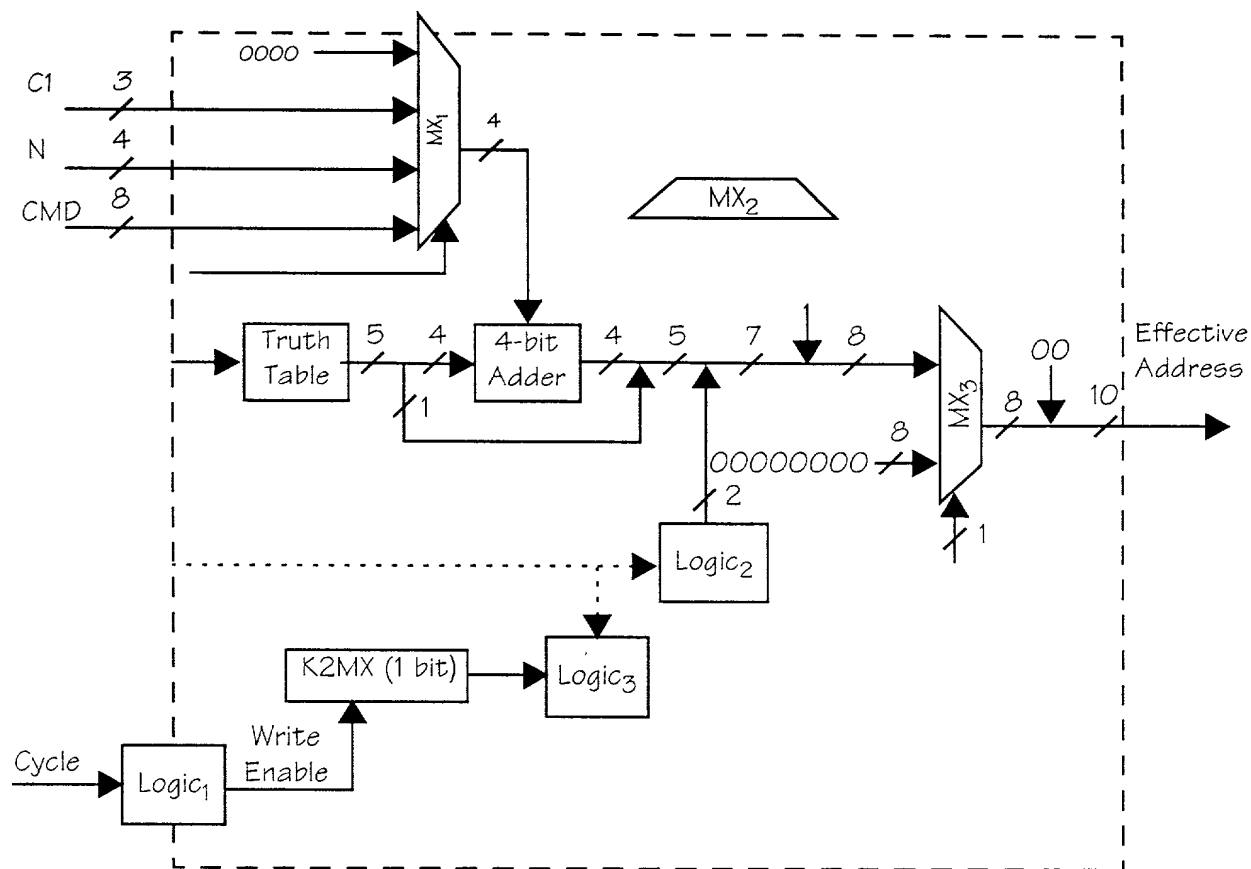 0000
C1
3
N
4
CMD
8
MX1
4
MX2
Truth
Table
5
4
1
4-bit
Adder
4
5
7
1
8
MX3
00000000
8
1
8
00
10
Effective
Address
2
Logic2
K2MX (1 bit)
Logic3
Cycle
Logic1
Write
Enable